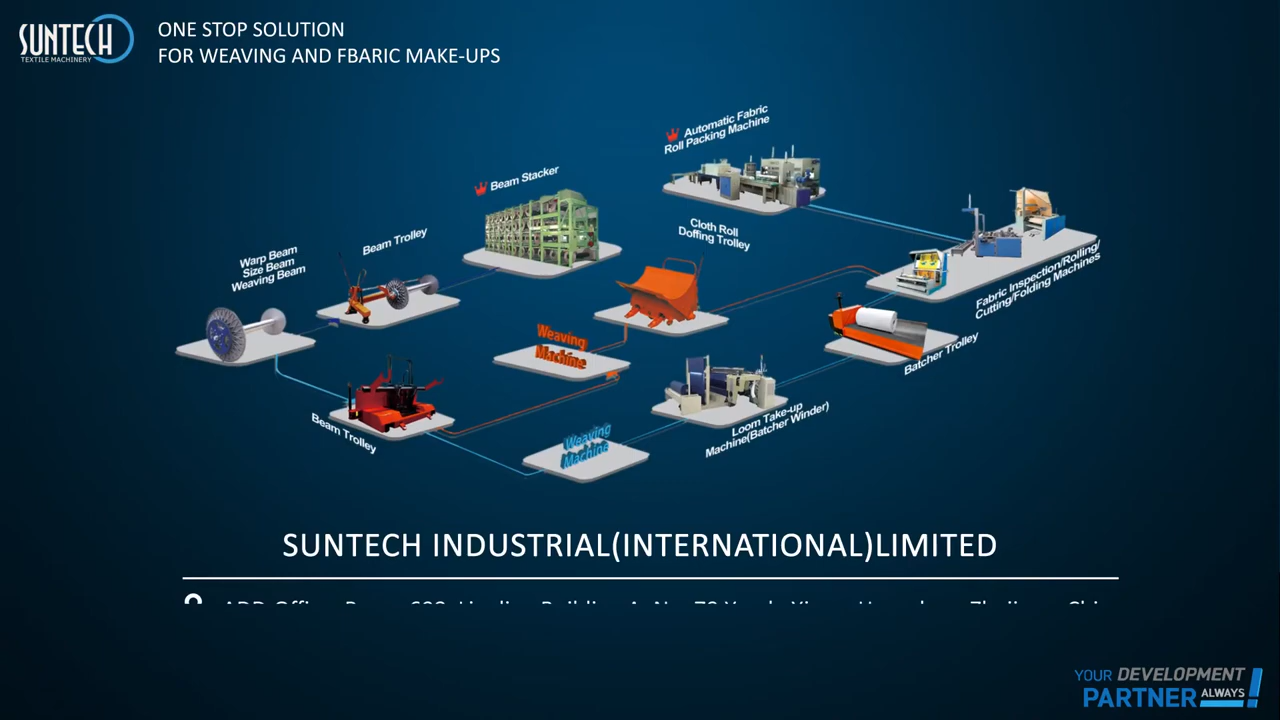 SUNTECH
TEXTILE MACHINERY
ONE STOP SOLUTION
FOR WEAVING AND FBARIC MAKE-UPS
Automatic Fabric
Roll Packing Machine
Beam Stacker
Cloth Roll
Doffing Trolley
Beam Trolley
Warp Beam
Size Beam
Weaving Beam
Fabric Inspection/Rolling/
Cutting/Folding Machines
Weaving
Machine
Batcher Trolley
Beam Trolley
Loom Take-up
Machine(Batcher Winder)
Weaving
Machine
SUNTECH INDUSTRIAL(INTERNATIONAL)LIMITED
YOUR DEVELOPMENT
PARTNER ALWAYS!